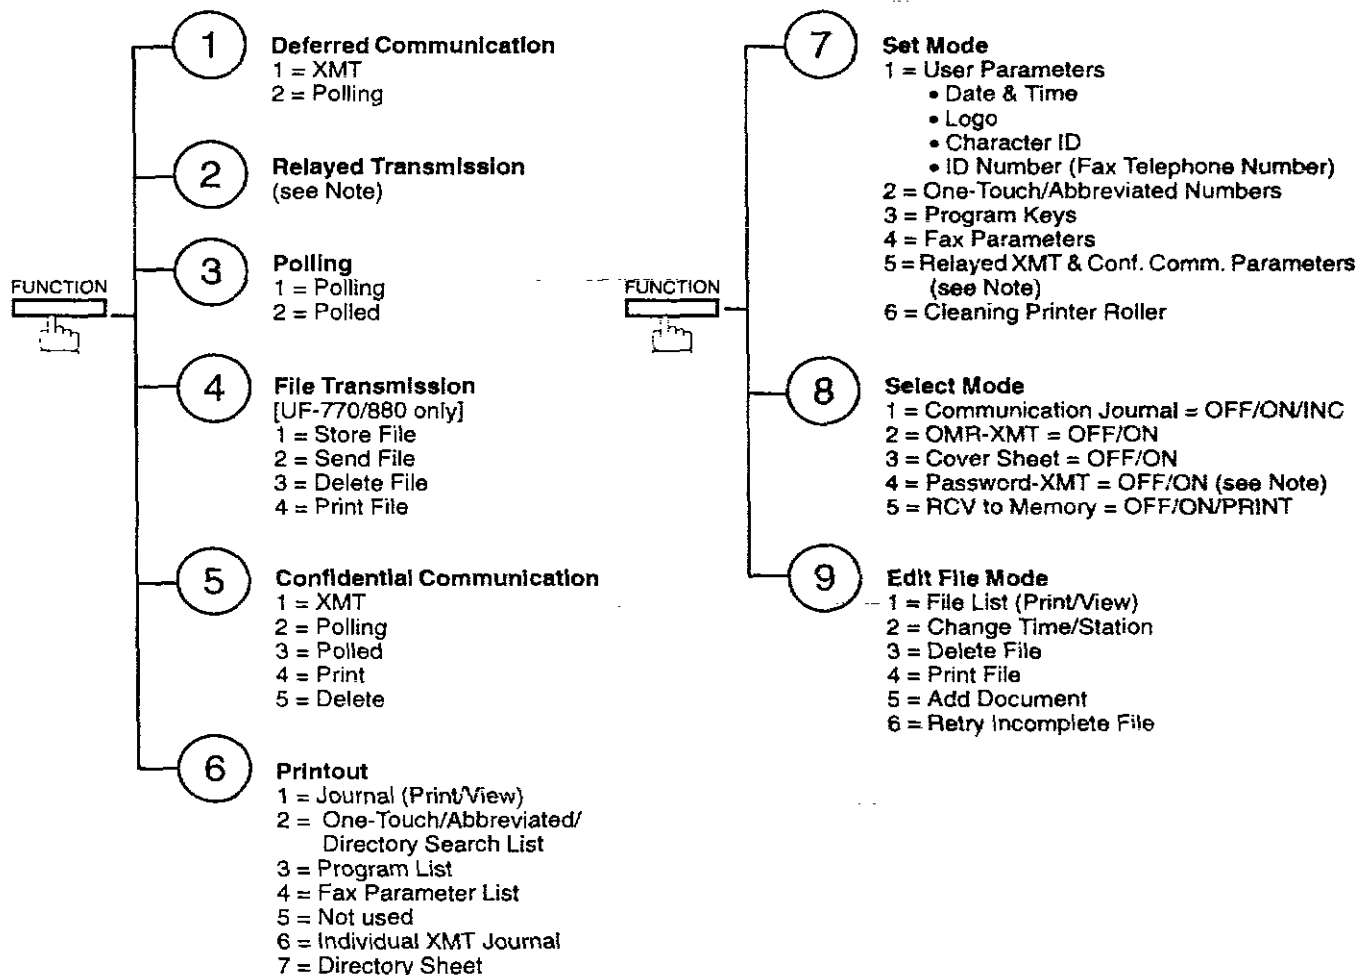 FUNCTION
1
Deferred Communication
1 = XMT
2 = Polling
2
Relayed Transmission
(see Note)
3
Polling
1 = Polling
2 = Polled
4
File Transmission
[UF-770/880 only]
1 = Store File
2 = Send File
3 = Delete File
4 = Print File
5
Confidential Communication
1 = XMT
2 = Polling
3 = Polled
4 = Print
5 = Delete
6
Printout
1 = Journal (Print/View)
2 = One-Touch/Abbreviated/
Directory Search List
3 = Program List
4 = Fax Parameter List
5 = Not used
6 = Individual XMT Journal
7 = Directory Sheet
FUNCTION
7
Set Mode
1 = User Parameters
• Date & Time
• Logo
• Character ID
• ID Number (Fax Telephone Number)
2 = One-Touch/Abbreviated Numbers
3 = Program Keys
4 = Fax Parameters
5 = Relayed XMT & Conf. Comm. Parameters
(see Note)
6 = Cleaning Printer Roller
8
Select Mode
1 = Communication Journal = OFF/ON/INC
2 = OMR-XMT = OFF/ON
3 = Cover Sheet = OFF/ON
4 = Password-XMT = OFF/ON (see Note)
5 = RCV to Memory = OFF/ON/PRINT
9
Edit File Mode
1 = File List (Print/View)
2 = Change Time/Station
3 = Delete File
4 = Print File
5 = Add Document
6 = Retry Incomplete File